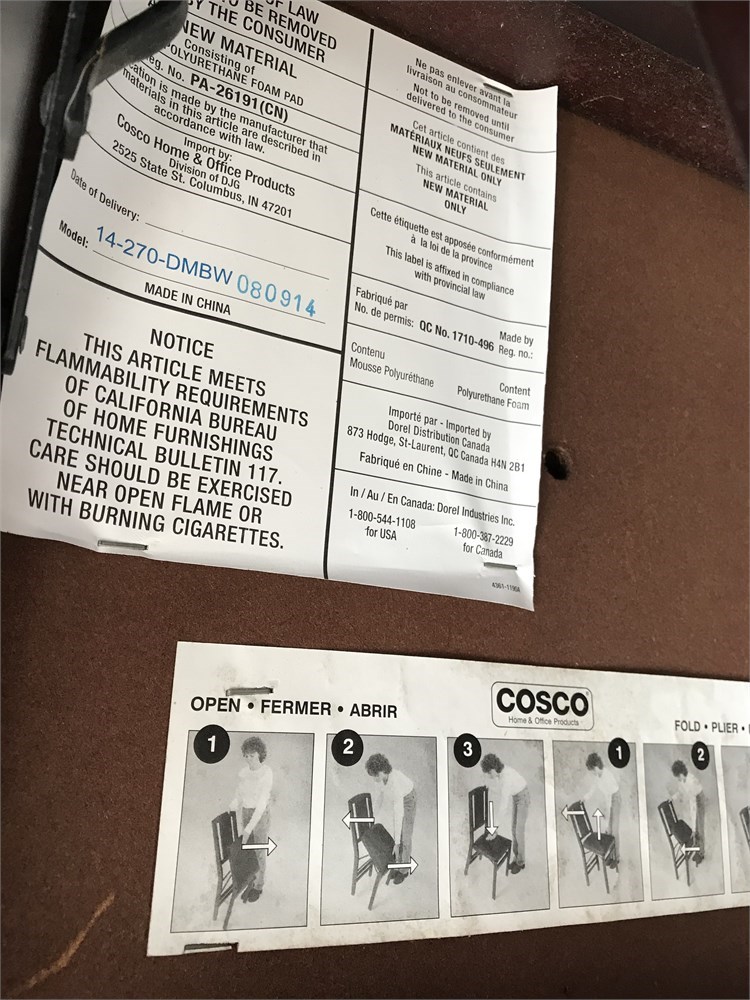 OF LAW
TO BE REMOVED
BY THE CONSUMER
NEW MATERIAL
Consisting of
POLYURETHANE FOAM PAD
Reg. No. PA-26191(CN)
is made by the manufacturer that
materials in this article are described in
accordance with law.
Import by:
Cosco Home & Office Products
Division of DJG
2525 State St. Columbus, IN 47201
Date of Delivery:
Model: 14-270-DMBW 080914
MADE IN CHINA
NOTICE
THIS ARTICLE MEETS
FLAMMABILITY REQUIREMENTS
OF CALIFORNIA BUREAU
OF HOME FURNISHINGS
TECHNICAL BULLETIN 117.
CARE SHOULD BE EXERCISED
NEAR OPEN FLAME OR
WITH BURNING CIGARETTES.
Ne pas enlever avant la
livraison au consommateur
Not to be removed until
delivered to the consumer
Cet article contient des
MATÉRIAUX NEUFS SEULEMENT
NEW MATERIAL ONLY
This article contains
NEW MATERIAL
ONLY
Cette étiquette est apposée conformément
à la loi de la province
This label is affixed in compliance
with provincial law
Fabriqué par Made by
No. de permis: QC No. 1710-496 Reg. no.:
Contenu Content
Mousse Polyuréthane Polyurethane Foam
Importé par - Imported by
Dorel Distribution Canada
873 Hodge, St-Laurent, QC Canada H4N 2B1
Fabriqué en Chine - Made in China
In / Au / En Canada: Dorel Industries Inc.
1-800-544-1108 1-800-387-2229
for USA for Canada
4361-1190A
OPEN • FERMER • ABRIR
COSCO
Home & Office Products
FOLD • PLIER •
1 2 3 1 2